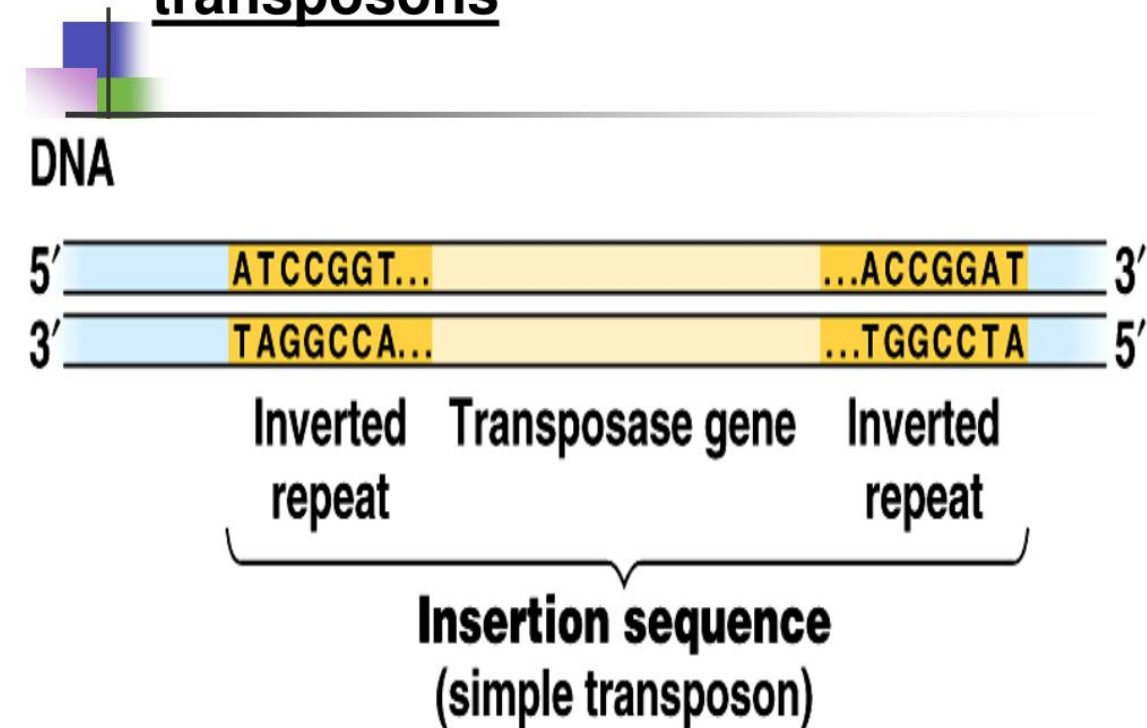 transposons
DNA
5′ ATCCGGT... ...ACCGGAT 3′
3′ TAGGCCA... ...TGGCCTA 5′
Inverted repeat Transposase gene Inverted repeat
Insertion sequence
(simple transposon)